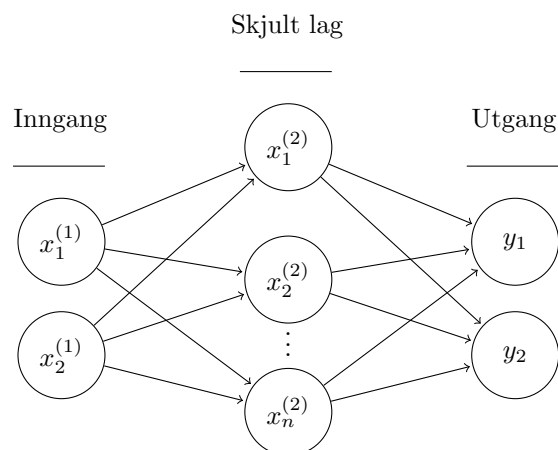 Skjult lag
Inngang
Utgang
x_1^{(2)}
x_1^{(1)}
y_1
x_2^{(2)}
x_2^{(1)}
y_2
⋮
x_n^{(2)}